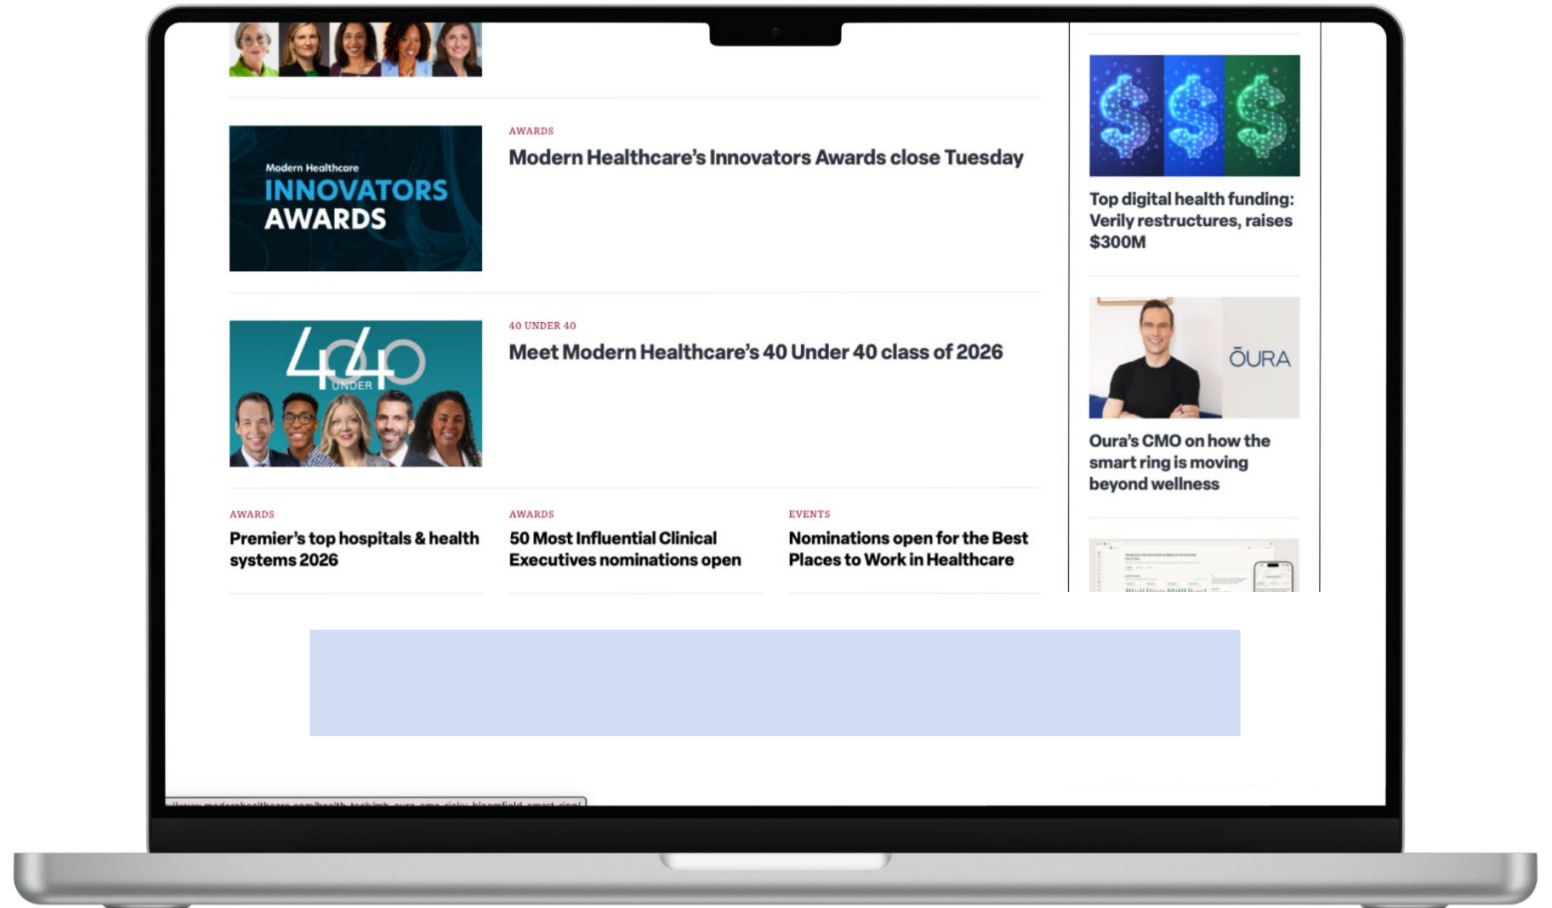 AWARDS
Modern Healthcare's Innovators Awards close Tuesday
Modern Healthcare
INNOVATORS
AWARDS
40 UNDER 40
Meet Modern Healthcare's 40 Under 40 class of 2026
40
UNDER
40
AWARDS
Premier's top hospitals & health
systems 2026
AWARDS
50 Most Influential Clinical
Executives nominations open
EVENTS
Nominations open for the Best
Places to Work in Healthcare
$ $ $
Top digital health funding:
Verily restructures, raises
$300M
ŌURA
Oura's CMO on how the
smart ring is moving
beyond wellness